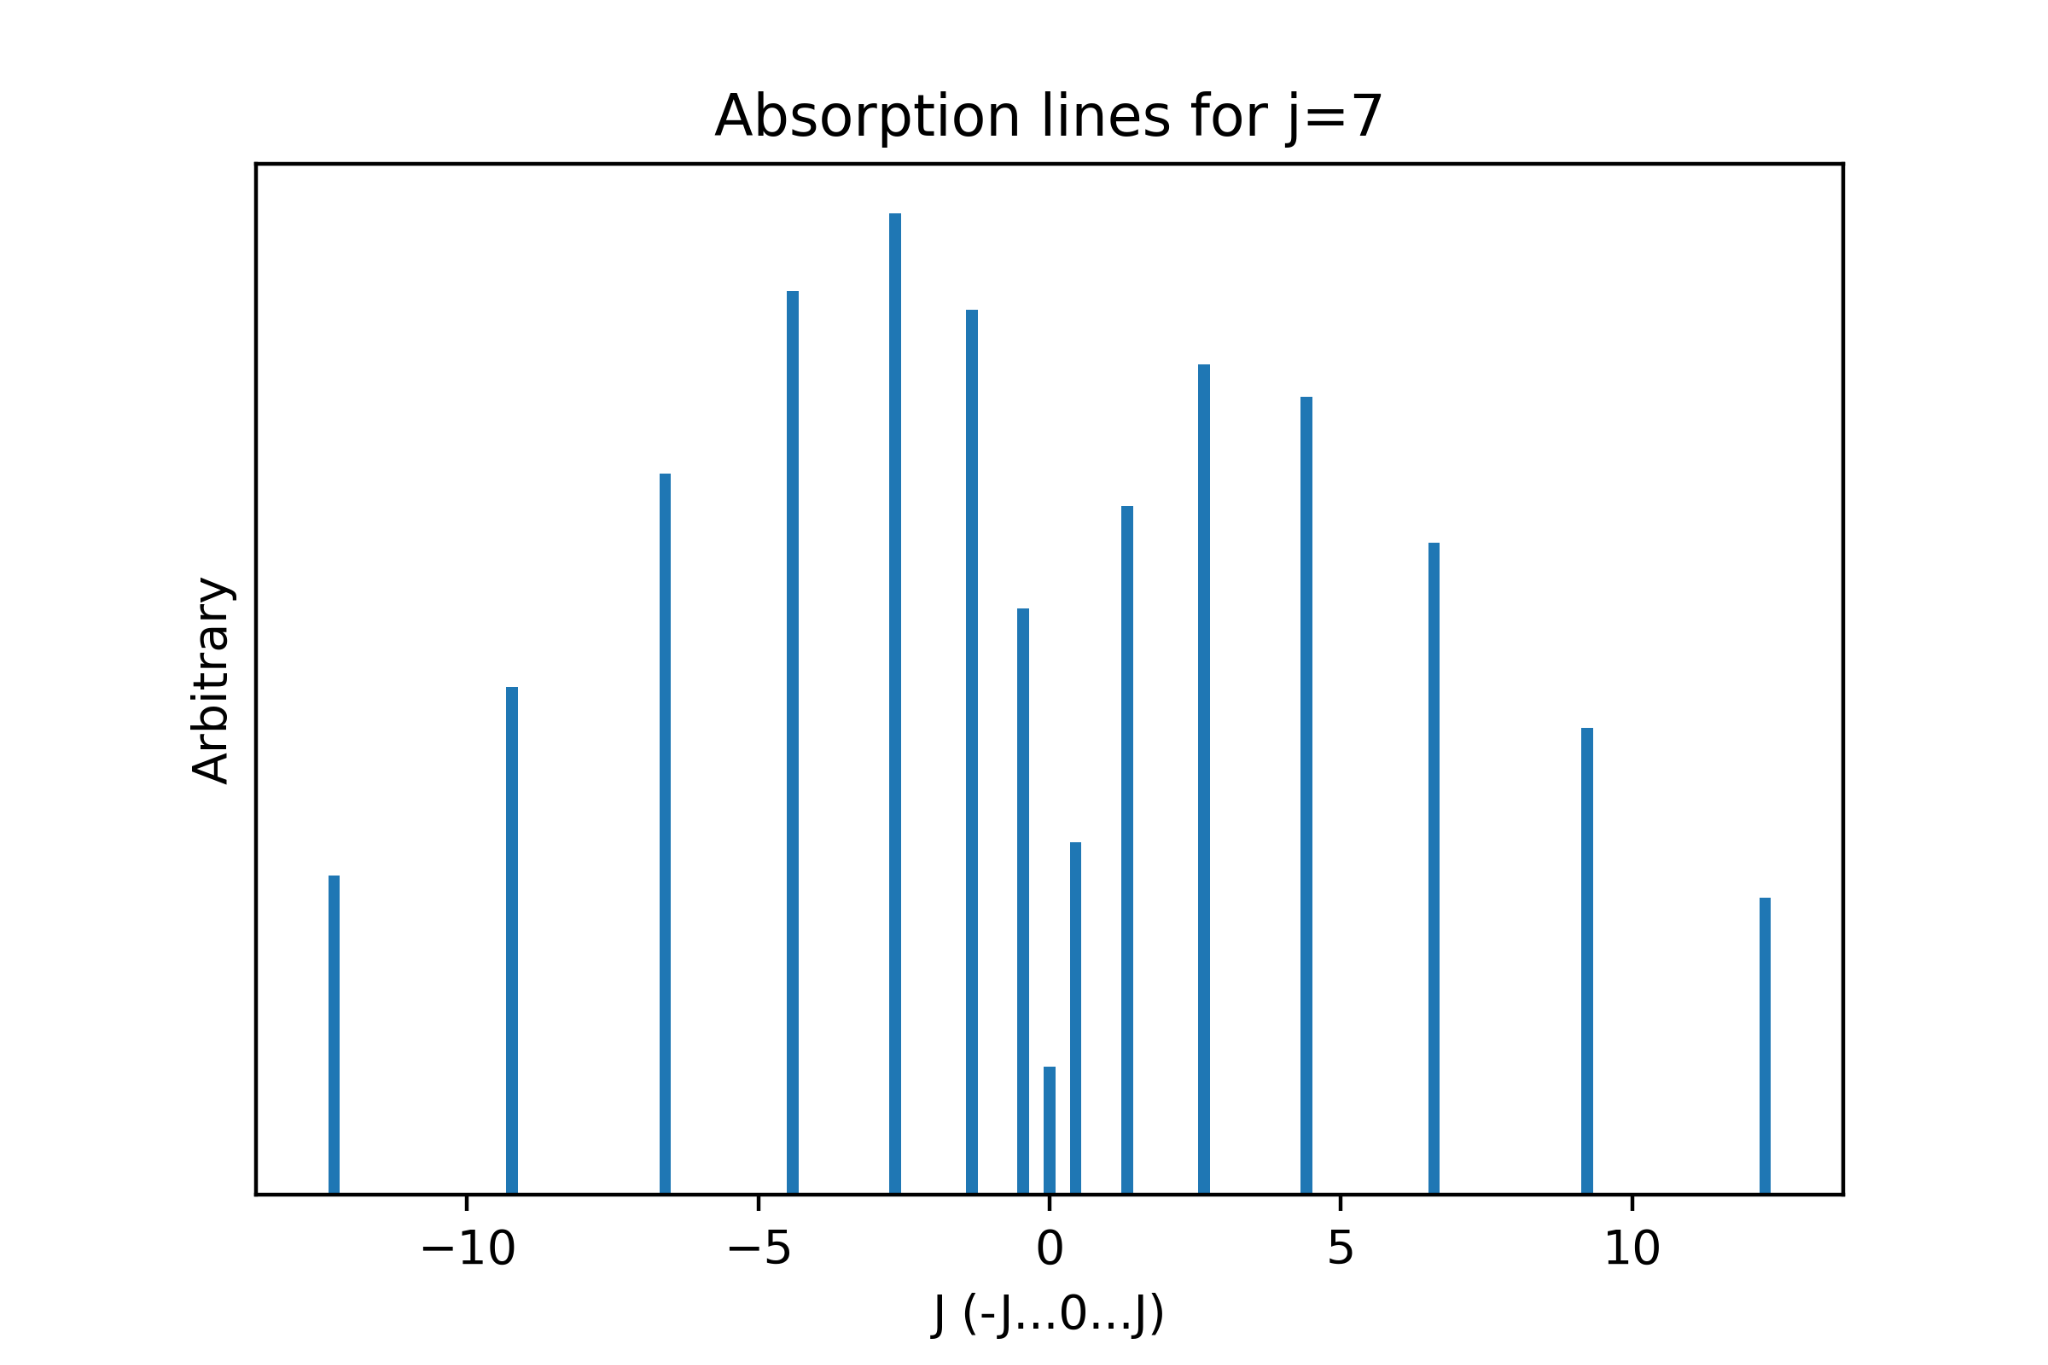 Absorption lines for j=7
Arbitrary
−10 −5 0 5 10
J (-J...0...J)